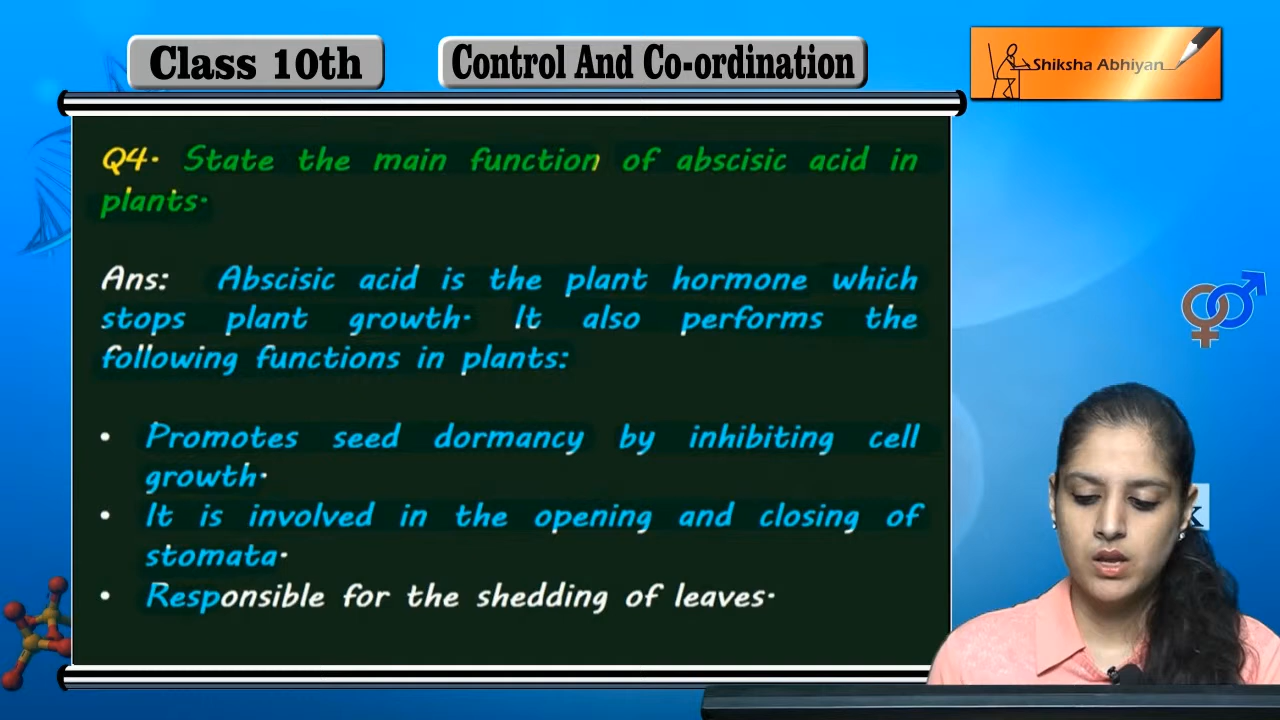 Class 10th
Control And Co-ordination
Shiksha Abhiyan
Q4. State the main function of abscisic acid in
plants.
Ans: Abscisic acid is the plant hormone which
stops plant growth. It also performs the
following functions in plants:
• Promotes seed dormancy by inhibiting cell
growth.
• It is involved in the opening and closing of
stomata.
• Responsible for the shedding of leaves.